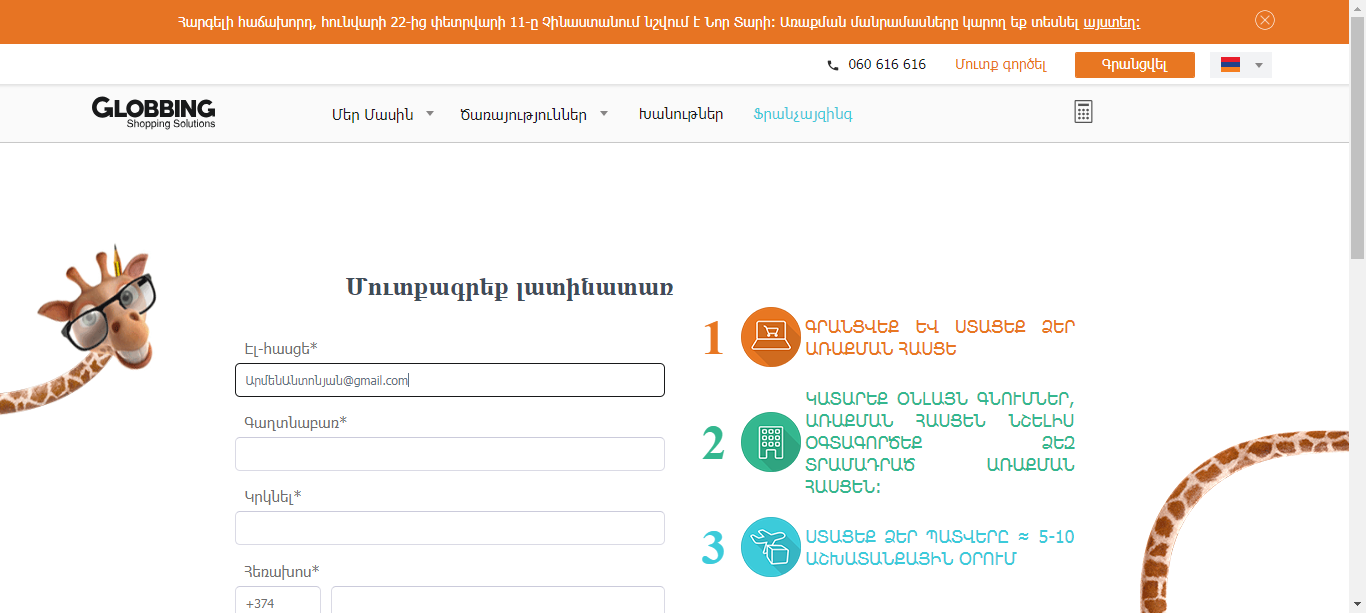 Հարգելի հաճախորդ, հունվարի 22-ից փետրվարի 11-ը Չինաստանում նշվում է Նոր Տարի: Առաքման մանրամասները կարող եք տեսնել այստեղ:
060 616 616
Մուտք գործել
Գրանցվել
GLOBBING
Shopping Solutions
Մեր Մասին
Ծառայություններ
Խանութներ
Ֆրանչայզինգ
Մուտքագրեք լատինատառ
Էլ-հասցե*
ԱրմենԱնտոնյան@gmail.com
Գաղտնաբառ*
Կրկնել*
Հեռախոս*
+374
1
ԳՐԱՆՑՎԵՔ ԵՎ ՍՏԱՑԵՔ ՁԵՐ
ԱՌԱՔՄԱՆ ՀԱՍՑԵ
2
ԿԱՏԱՐԵՔ ՕՆԼԱՅՆ ԳՆՈՒՄՆԵՐ,
ԱՌԱՔՄԱՆ ՀԱՍՑԵՆ ՆՇԵԼԻՍ
ՕԳՏԱԳՈՐԾԵՔ ՁԵԶ
ՏՐԱՄԱԴՐԱԾ ԱՌԱՔՄԱՆ
ՀԱՍՑԵՆ:
3
ՍՏԱՑԵՔ ՁԵՐ ՊԱՏՎԵՐԸ ≈ 5-10
ԱՇԽԱՏԱՆՔԱՅԻՆ ՕՐՈՒՄ